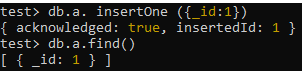 test> db.a. insertOne ({_id:1})
{ acknowledged: true, insertedId: 1 }
test> db.a.find()
[ { _id: 1 } ]